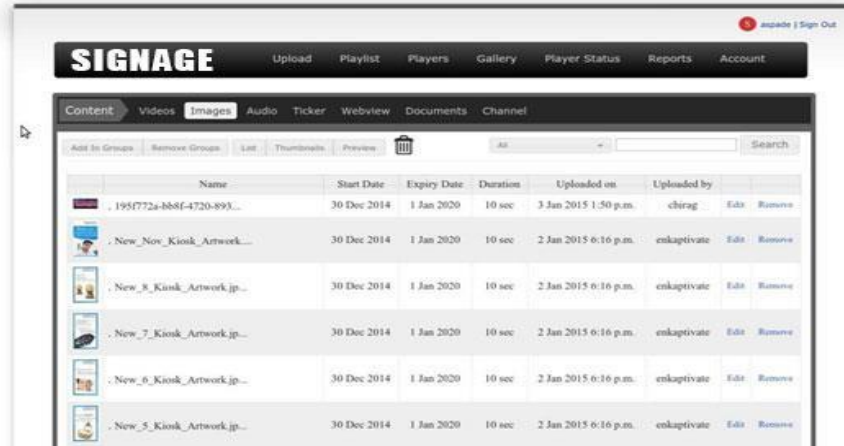 S aspade | Sign Out
SIGNAGE Upload Playlist Players Gallery Player Status Reports Account
Content Videos Images Audio Ticker Webview Documents Channel
Add In Groups Remove Groups List Thumbnails Preview All Search
Name Start Date Expiry Date Duration Uploaded on Uploaded by
. 195f772a-bb8f-4720-893... 30 Dec 2014 1 Jan 2020 10 sec 3 Jan 2015 1:50 p.m. chirag Edit Remove
. New_Nov_Kiosk_Artwork.... 30 Dec 2014 1 Jan 2020 10 sec 2 Jan 2015 6:16 p.m. enkaptivate Edit Remove
. New_8_Kiosk_Artwork.jp... 30 Dec 2014 1 Jan 2020 10 sec 2 Jan 2015 6:16 p.m. enkaptivate Edit Remove
. New_7_Kiosk_Artwork.jp... 30 Dec 2014 1 Jan 2020 10 sec 2 Jan 2015 6:16 p.m. enkaptivate Edit Remove
. New_6_Kiosk_Artwork.jp... 30 Dec 2014 1 Jan 2020 10 sec 2 Jan 2015 6:16 p.m. enkaptivate Edit Remove
. New_5_Kiosk_Artwork.jp... 30 Dec 2014 1 Jan 2020 10 sec 2 Jan 2015 6:16 p.m. enkaptivate Edit Remove